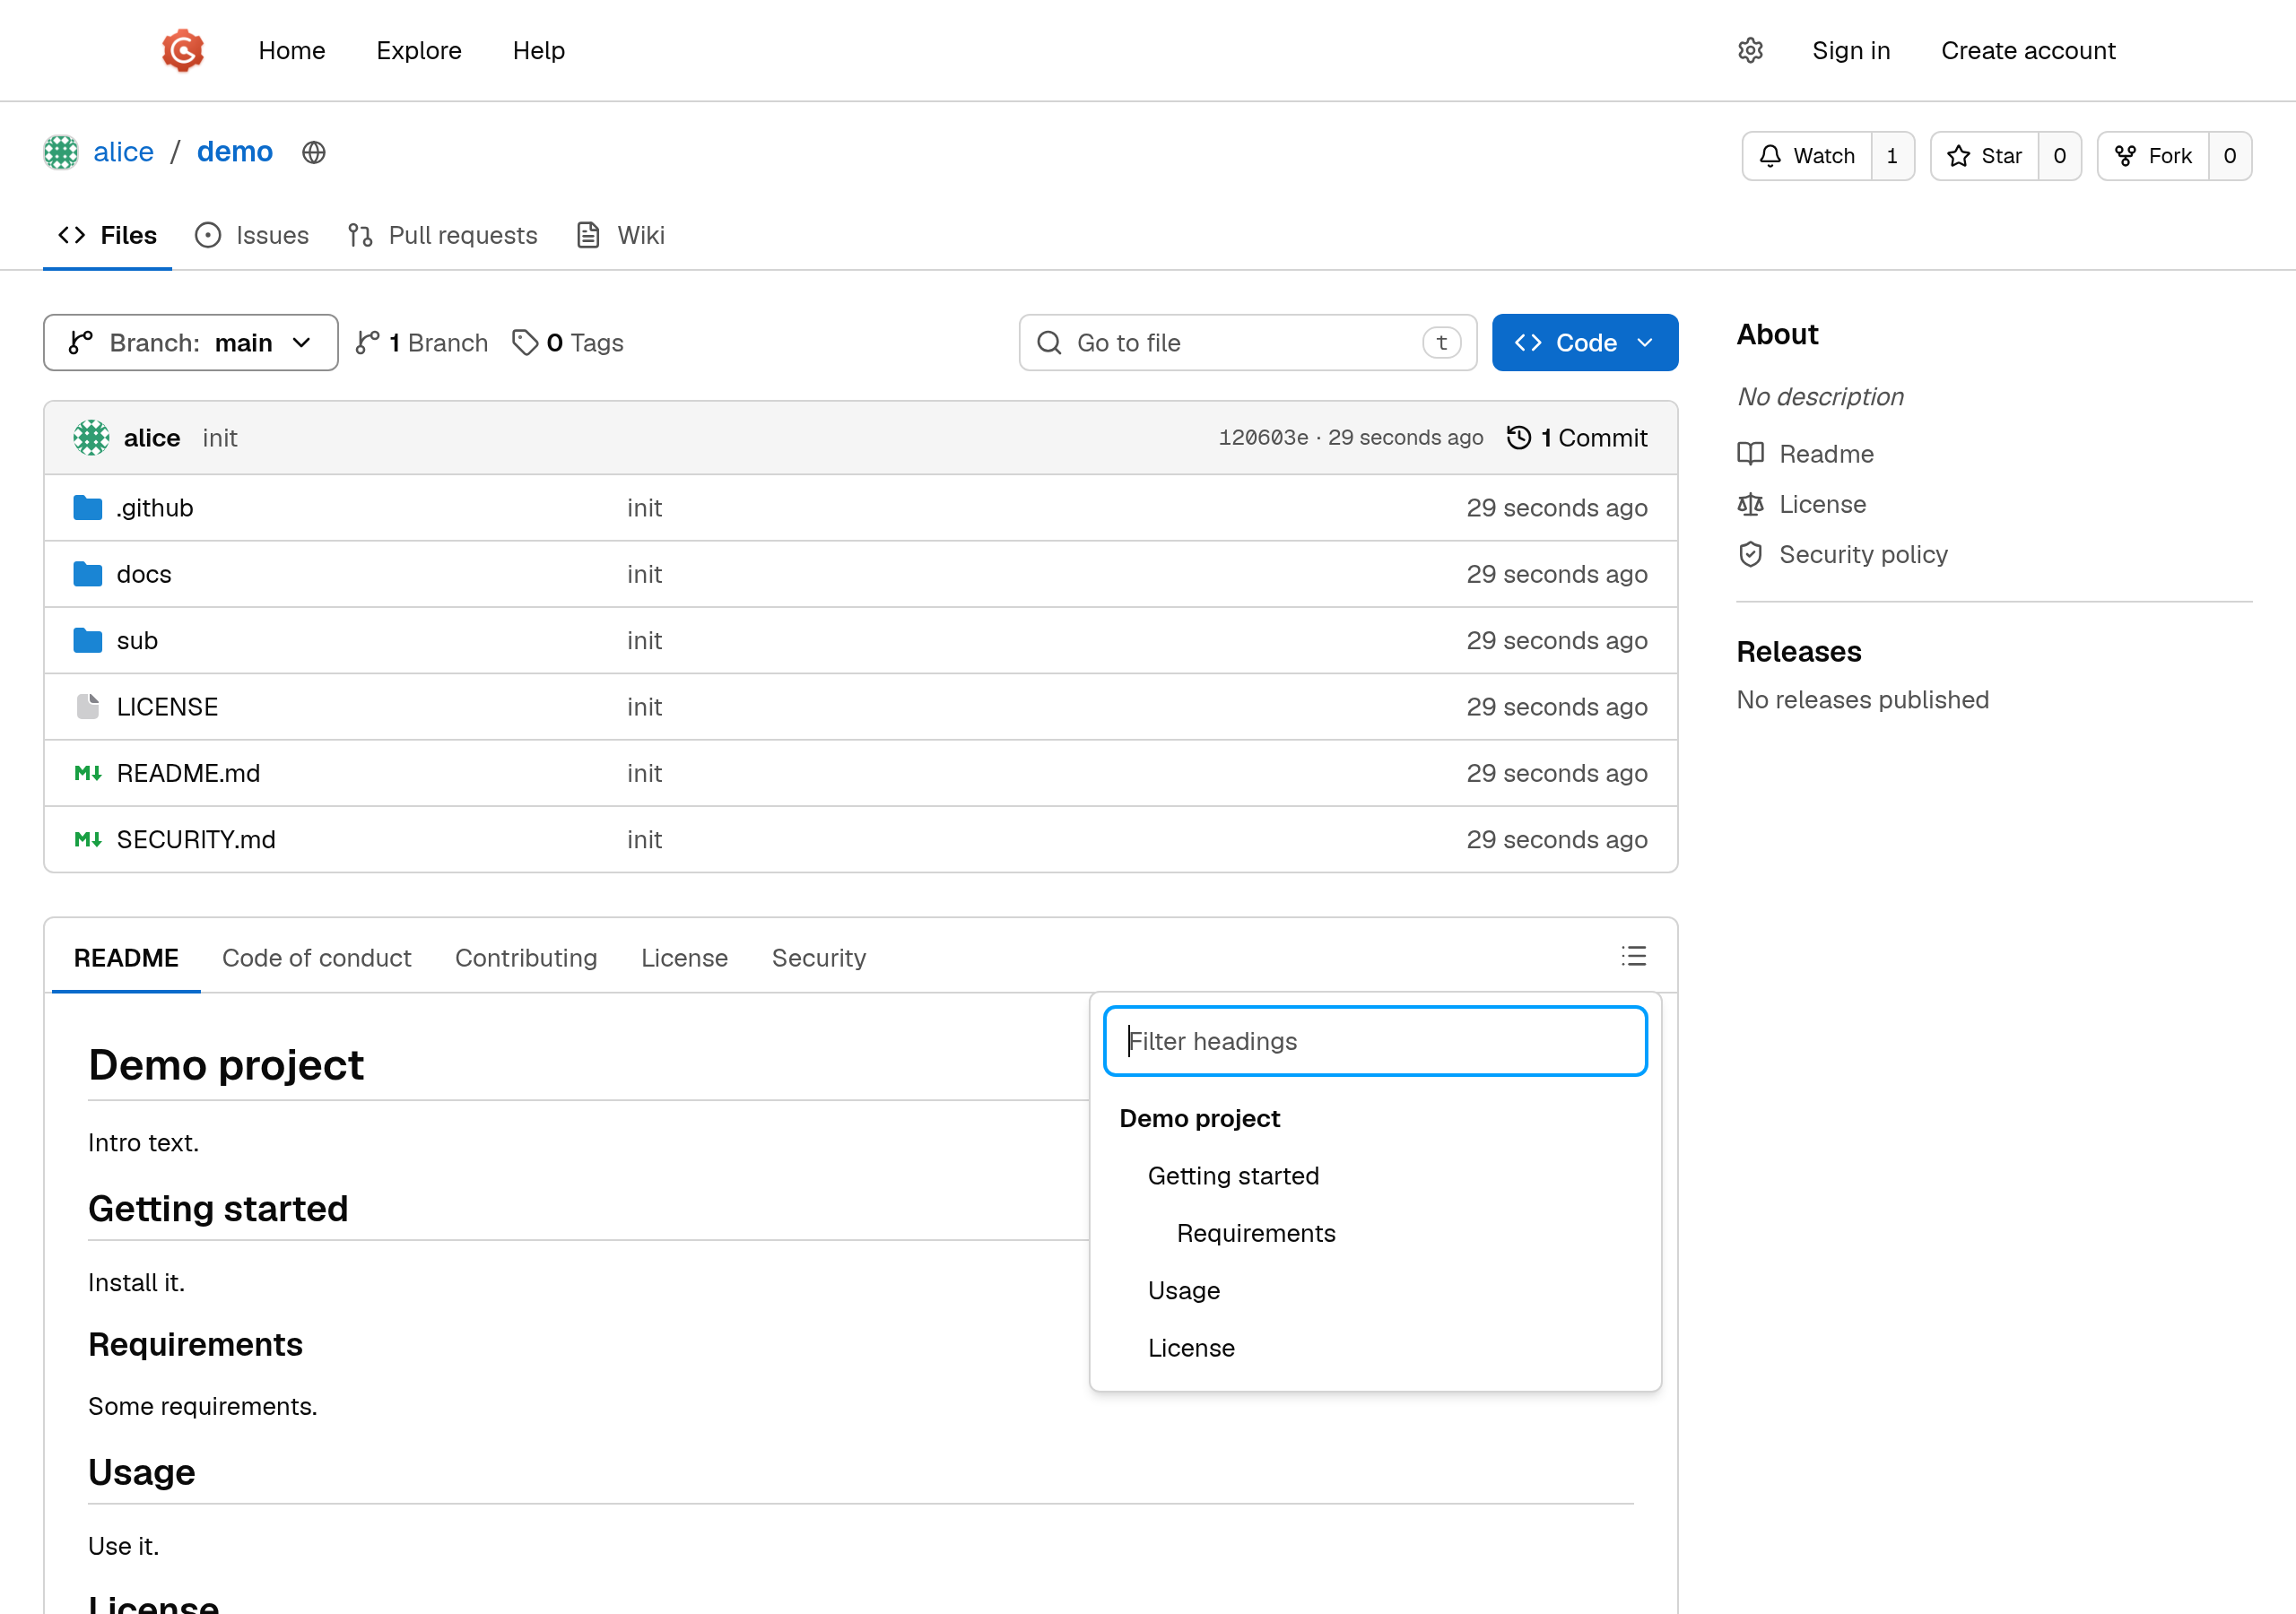 Home Explore Help Sign in Create account
alice / demo Watch 1 Star 0 Fork 0
Files Issues Pull requests Wiki
Branch: main 1 Branch 0 Tags Go to file t Code
alice init 120603e · 29 seconds ago 1 Commit
.github init 29 seconds ago
docs init 29 seconds ago
sub init 29 seconds ago
LICENSE init 29 seconds ago
README.md init 29 seconds ago
SECURITY.md init 29 seconds ago
About
No description
Readme
License
Security policy
Releases
No releases published
README Code of conduct Contributing License Security
Demo project
Intro text.
Getting started
Install it.
Requirements
Some requirements.
Usage
Use it.
License
Filter headings
Demo project
Getting started
Requirements
Usage
License